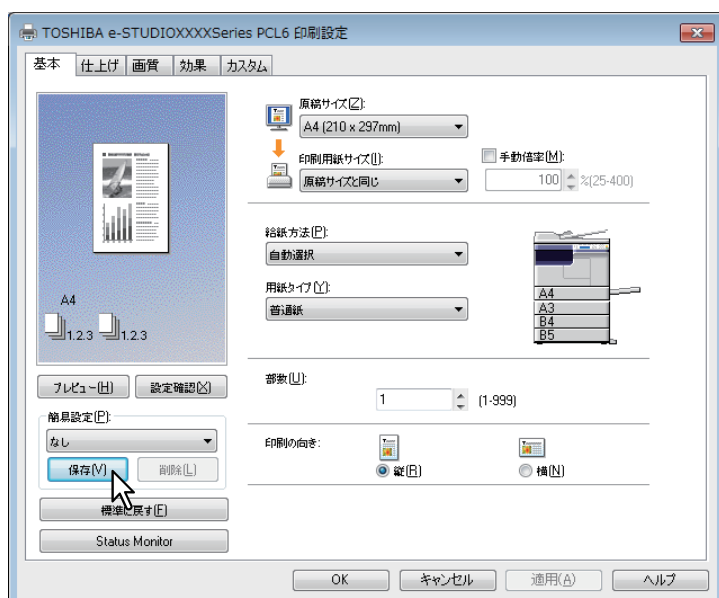 TOSHIBA e-STUDIOXXXXSeries PCL6 印刷設定
基本 仕上げ 画質 効果 カスタム
原稿サイズ(Z):
A4 (210 x 297mm)
印刷用紙サイズ(I):
原稿サイズと同じ
手動倍率(M):
100 %(25-400)
給紙方法(P):
自動選択
用紙タイプ(Y):
普通紙
A4
A3
B4
B5
A4
1.2.3 1.2.3
プレビュー(H) 設定確認(X)
簡易設定(P):
なし
保存(V) 削除(L)
標準に戻す(F)
Status Monitor
部数(U):
1 (1-999)
印刷の向き:
縦(R) 横(N)
OK キャンセル 適用(A) ヘルプ